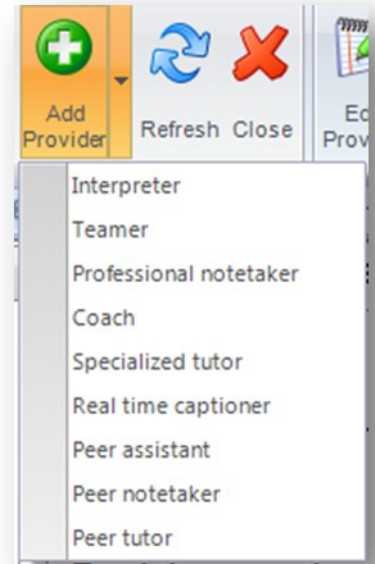 Add
Provider
Refresh
Close
Interpreter
Teamer
Professional notetaker
Coach
Specialized tutor
Real time captioner
Peer assistant
Peer notetaker
Peer tutor